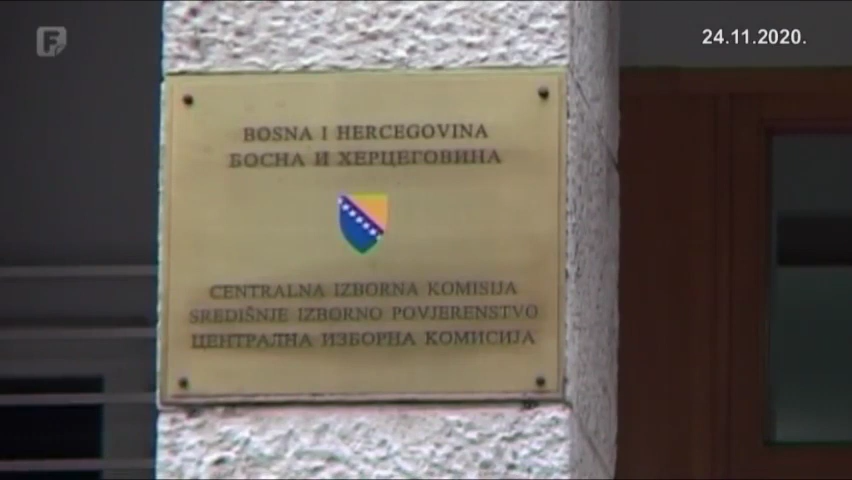 F
24.11.2020.
BOSNA I HERCEGOVINA
БОСНА И ХЕРЦЕГОВИНА
CENTRALNA IZBORNA KOMISIJA
SREDIŠNJE IZBORNO POVJERENSTVO
ЦЕНТРАЛНА ИЗБОРНА КОМИСИЈА